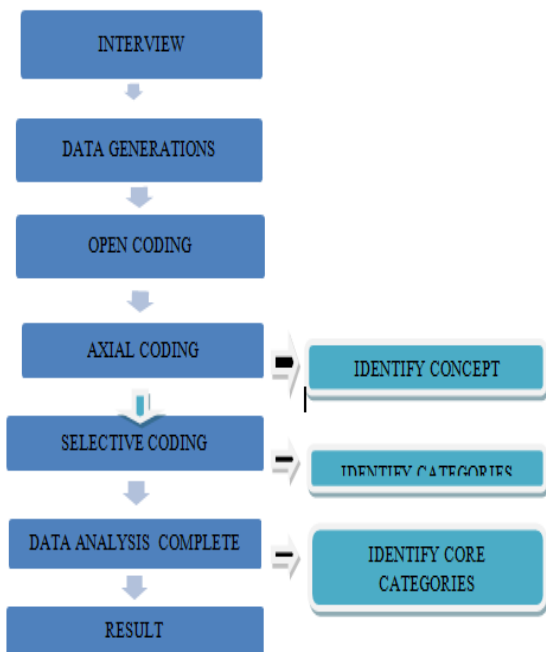 INTERVIEW
DATA GENERATIONS
OPEN CODING
AXIAL CODING
IDENTIFY CONCEPT
SELECTIVE CODING
IDENTIFY CATEGORIES
DATA ANALYSIS COMPLETE
IDENTIFY CORE
CATEGORIES
RESULT